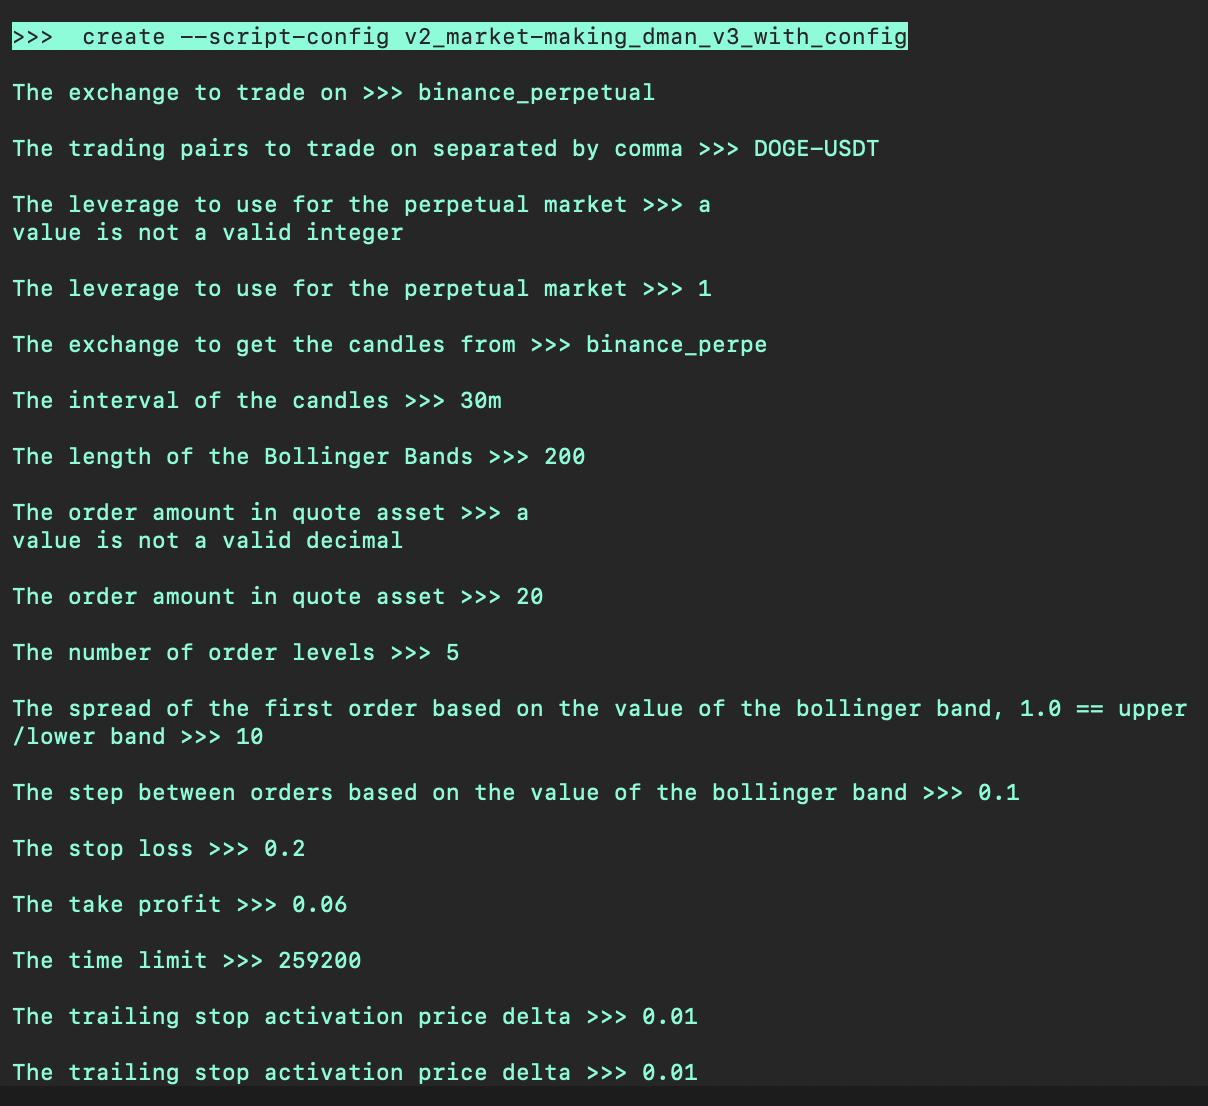 >>>  create --script-config v2_market-making_dman_v3_with_config
The exchange to trade on >>> binance_perpetual
The trading pairs to trade on separated by comma >>> DOGE-USDT
The leverage to use for the perpetual market >>> a
value is not a valid integer
The leverage to use for the perpetual market >>> 1
The exchange to get the candles from >>> binance_perpe
The interval of the candles >>> 30m
The length of the Bollinger Bands >>> 200
The order amount in quote asset >>> a
value is not a valid decimal
The order amount in quote asset >>> 20
The number of order levels >>> 5
The spread of the first order based on the value of the bollinger band, 1.0 == upper
/lower band >>> 10
The step between orders based on the value of the bollinger band >>> 0.1
The stop loss >>> 0.2
The take profit >>> 0.06
The time limit >>> 259200
The trailing stop activation price delta >>> 0.01
The trailing stop activation price delta >>> 0.01